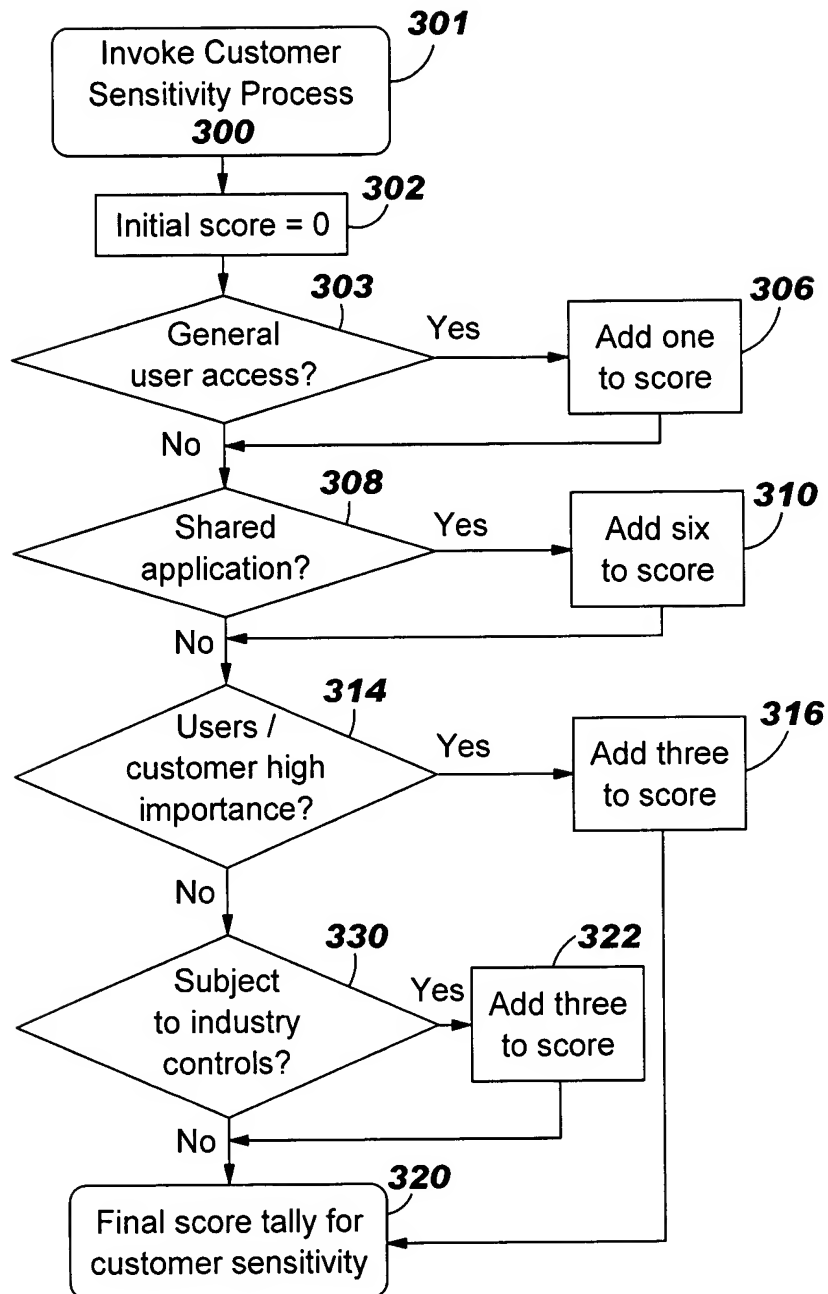 301
Invoke Customer
Sensitivity Process
300
302
Initial score = 0
303
General
user access?
Yes
306
Add one
to score
No
308
Shared
application?
Yes
310
Add six
to score
No
314
Users /
customer high
importance?
Yes
316
Add three
to score
No
330
Subject
to industry
controls?
Yes
322
Add three
to score
No
320
Final score tally for
customer sensitivity